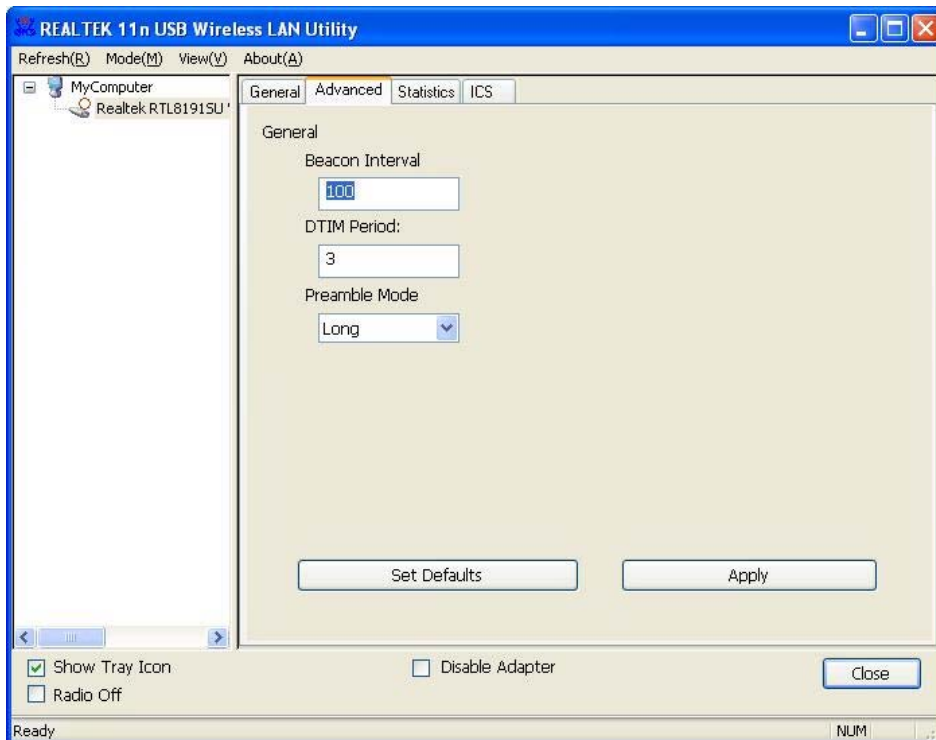 REALTEK 11n USB Wireless LAN Utility
Refresh(R) Mode(M) View(V) About(A)
MyComputer
Realtek RTL8191SU
General Advanced Statistics ICS
General
Beacon Interval
100
DTIM Period:
3
Preamble Mode
Long
Set Defaults Apply
Show Tray Icon
Disable Adapter
Close
Radio Off
Ready
NUM